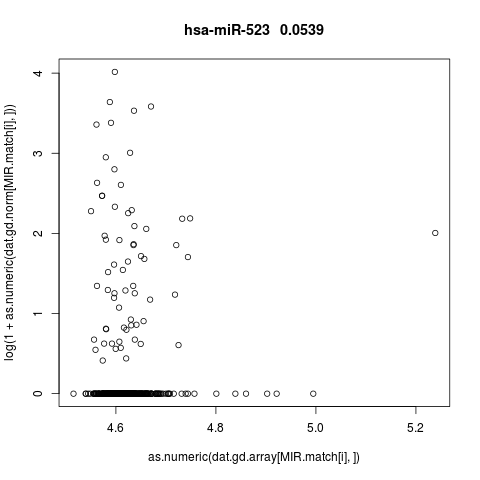 hsa-miR-523 0.0539
log(1 + as.numeric(dat.gd.norm[MIR.match[i], ]))
4
3
2
1
0
4.6 4.8 5.0 5.2
as.numeric(dat.gd.array[MIR.match[i], ])